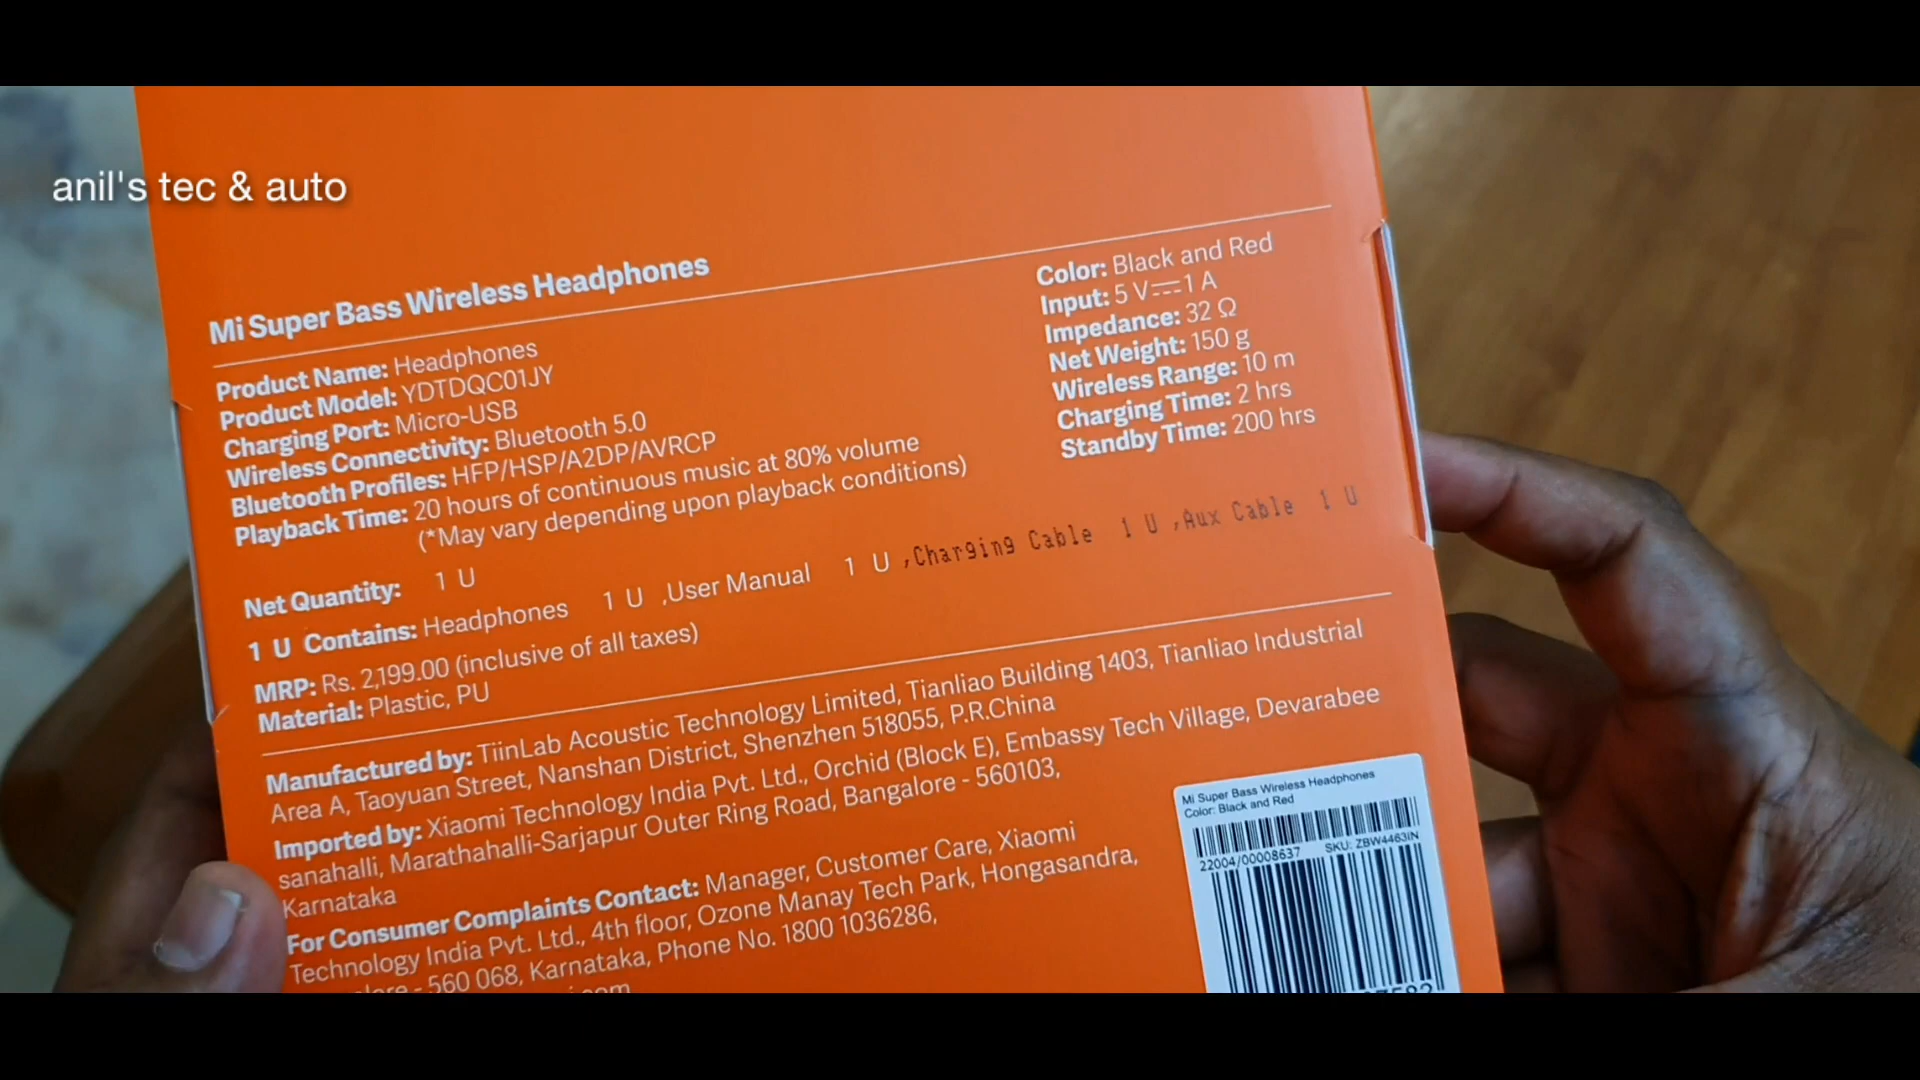 anil's tec & auto
Mi Super Bass Wireless Headphones
Product Name: Headphones
Product Model: YDTDQC01JY
Charging Port: Micro-USB
Wireless Connectivity: Bluetooth 5.0
Bluetooth Profiles: HFP/HSP/A2DP/AVRCP
Playback Time: 20 hours of continuous music at 80% volume
(*May vary depending upon playback conditions)
Color: Black and Red
Input: 5 V⎓1 A
Impedance: 32 Ω
Net Weight: 150 g
Wireless Range: 10 m
Charging Time: 2 hrs
Standby Time: 200 hrs
Net Quantity: 1 U
1 U Contains: Headphones 1 U ,User Manual 1 U ,Charging Cable 1 U ,Aux Cable 1 U
MRP: Rs. 2,199.00 (inclusive of all taxes)
Material: Plastic, PU
Manufactured by: TiinLab Acoustic Technology Limited, Tianliao Building 1403, Tianliao Industrial
Area A, Taoyuan Street, Nanshan District, Shenzhen 518055, P.R.China
Imported by: Xiaomi Technology India Pvt. Ltd., Orchid (Block E), Embassy Tech Village, Devarabee
sanahalli, Marathahalli-Sarjapur Outer Ring Road, Bangalore - 560103,
Karnataka
For Consumer Complaints Contact: Manager, Customer Care, Xiaomi
Technology India Pvt. Ltd., 4th floor, Ozone Manay Tech Park, Hongasandra,
- 560 068, Karnataka, Phone No. 1800 1036286,
Mi Super Bass Wireless Headphones
Color: Black and Red
22004/00008637 SKU: ZBW4463IN